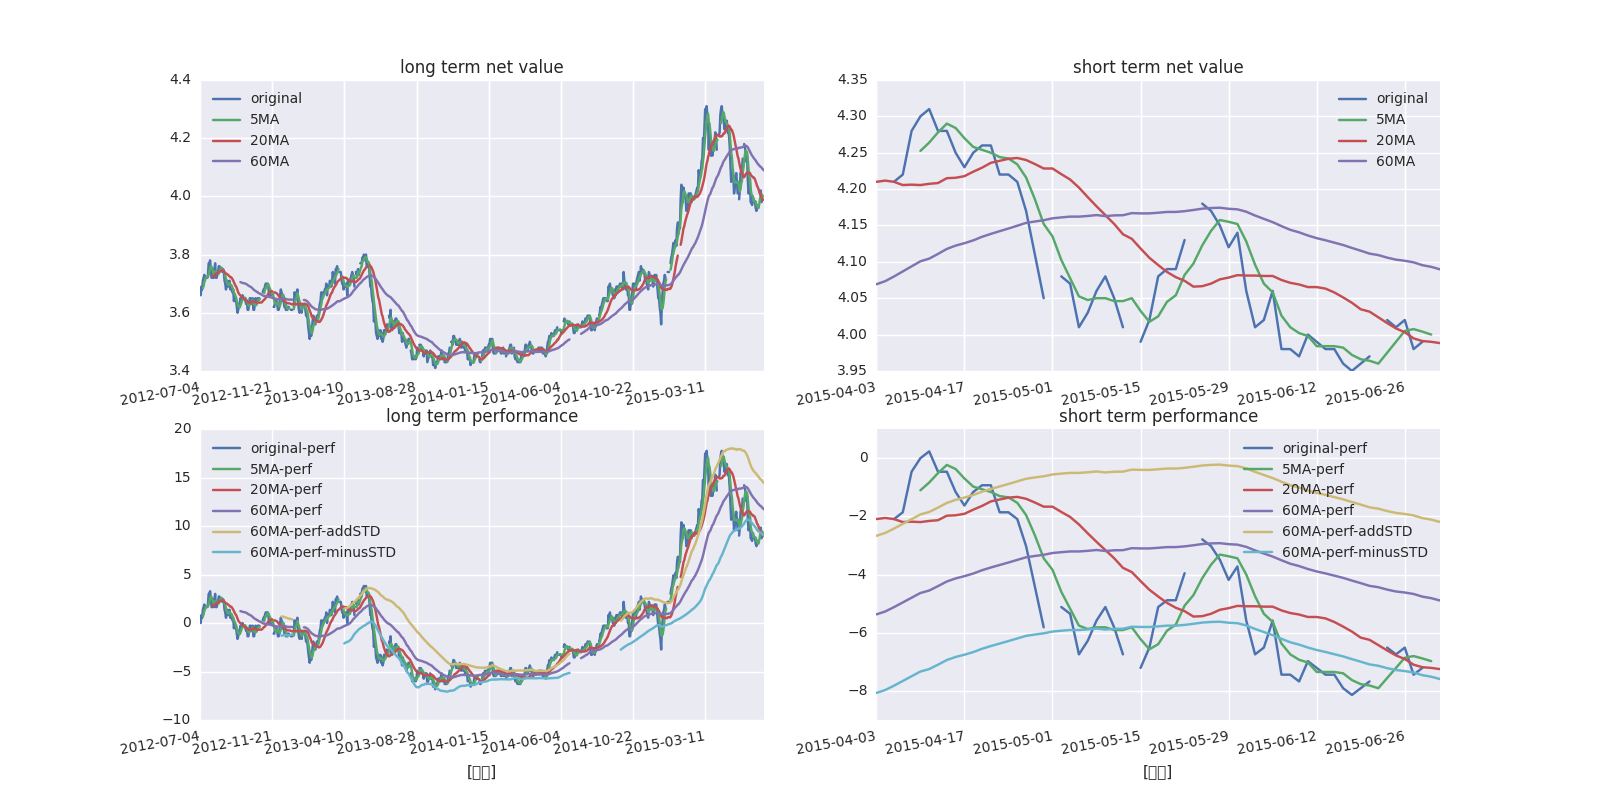 long term net value
4.4
4.2
4.0
3.8
3.6
3.4
original
5MA
20MA
60MA
2012-07-04
2012-11-21
2013-04-10
2013-08-28
2014-01-15
2014-06-04
2014-10-22
2015-03-11
short term net value
4.35
4.30
4.25
4.20
4.15
4.10
4.05
4.00
3.95
original
5MA
20MA
60MA
2015-04-03
2015-04-17
2015-05-01
2015-05-15
2015-05-29
2015-06-12
2015-06-26
long term performance
20
15
10
5
0
−5
−10
original-perf
5MA-perf
20MA-perf
60MA-perf
60MA-perf-addSTD
60MA-perf-minusSTD
2012-07-04
2012-11-21
2013-04-10
2013-08-28
2014-01-15
2014-06-04
2014-10-22
2015-03-11
[▯▯]
short term performance
0
−2
−4
−6
−8
original-perf
5MA-perf
20MA-perf
60MA-perf
60MA-perf-addSTD
60MA-perf-minusSTD
2015-04-03
2015-04-17
2015-05-01
2015-05-15
2015-05-29
2015-06-12
2015-06-26
[▯▯]